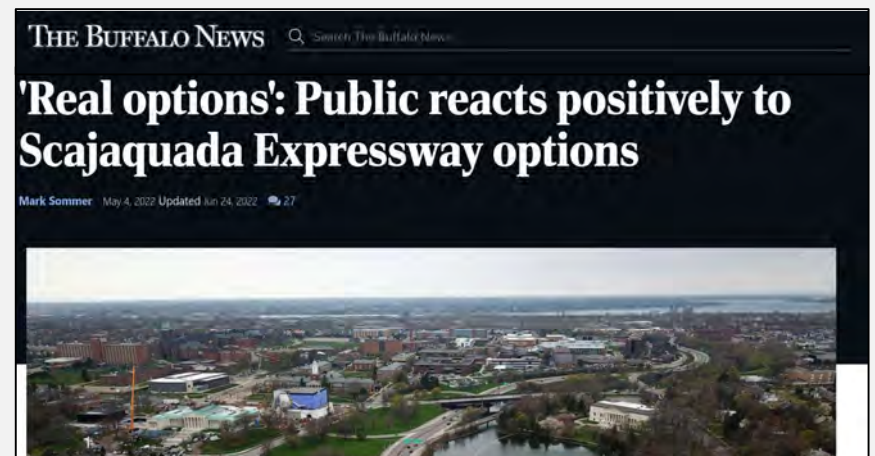 THE BUFFALO NEWS
Search The Buffalo News
'Real options': Public reacts positively to
Scajaquada Expressway options
Mark Sommer May 4, 2022 Updated Jun 24, 2022 27